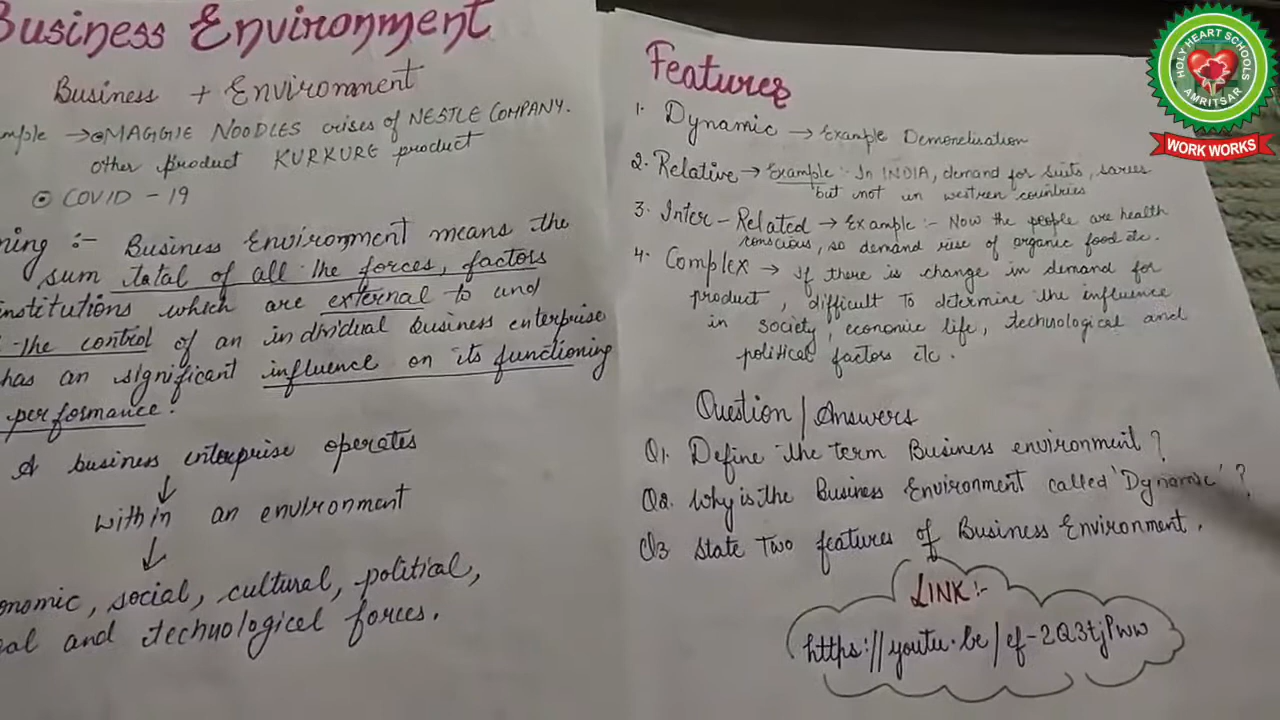 Business Environment
Business + Environment
mple → ⊙ MAGGIE NOODLES crises of NESTLE COMPANY.
other product KURKURE product
⊙ COVID - 19
ning :- Business Environment means the
sum total of all the forces, factors
institutions which are external to and
the control of an individual business enterprise
has an significant influence on its functioning
performance.
A business enterprise operates
↓
within an environment
↓
onomic, social, cultural, political,
al and technological forces.
Features
1. Dynamic → Example Demonelisation
2. Relative → Example :- In INDIA, demand for suits, sarees
but not in westren countries
3. Inter - Related → Example :- Now the people are health
conscious, so demand rise of organic food etc.
4. Complex → If there is change in demand for
product, difficult to determine the influence
in society, economic life, technological and
political factors etc.
Question / Answers
Q1. Define the term Business environment ?
Q2. Why is the Business Environment called 'Dynamic' ?
Q3 State Two features of Business Environment.
LINK :-
https://youtu.be/ef-2Q3tjPww
HOLY HEART SCHOOLS
AMRITSAR
WORK WORKS